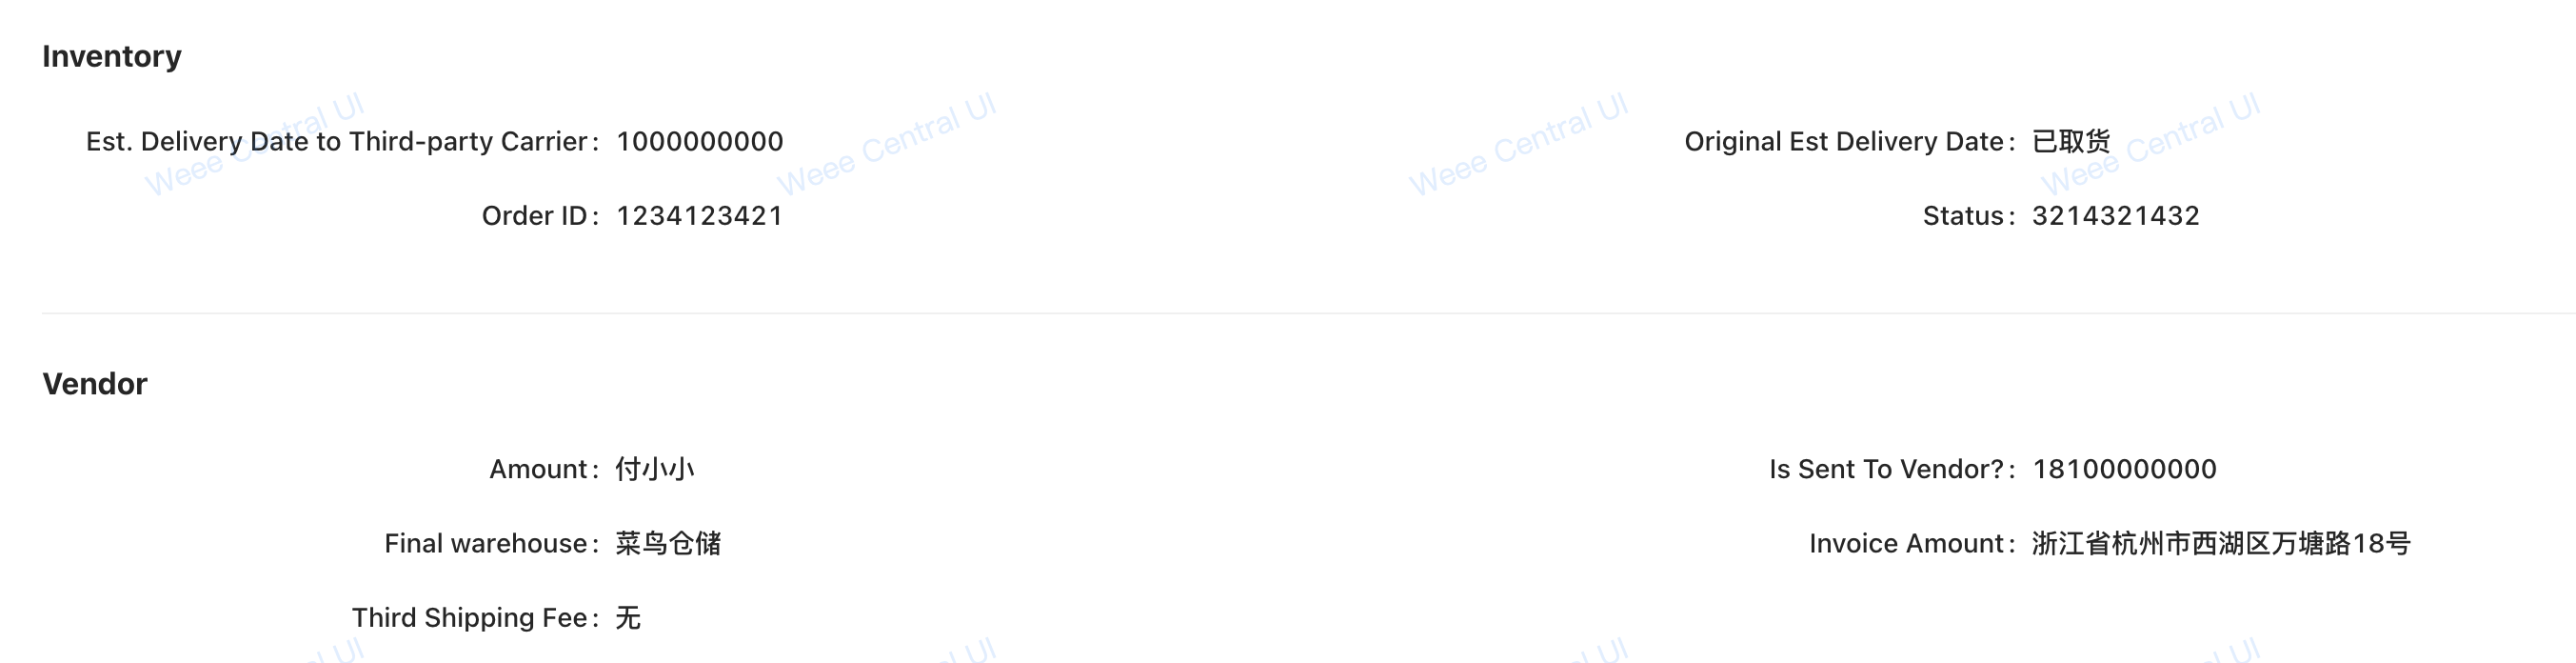 Inventory
Est. Delivery Date to Third-party Carrier: 1000000000
Original Est Delivery Date: 已取货
Order ID: 1234123421
Status: 3214321432
Vendor
Amount: 付小小
Is Sent To Vendor?: 18100000000
Final warehouse: 菜鸟仓储
Invoice Amount: 浙江省杭州市西湖区万塘路18号
Third Shipping Fee: 无
Weee Central UI
Weee Central UI
Weee Central UI
Weee Central UI